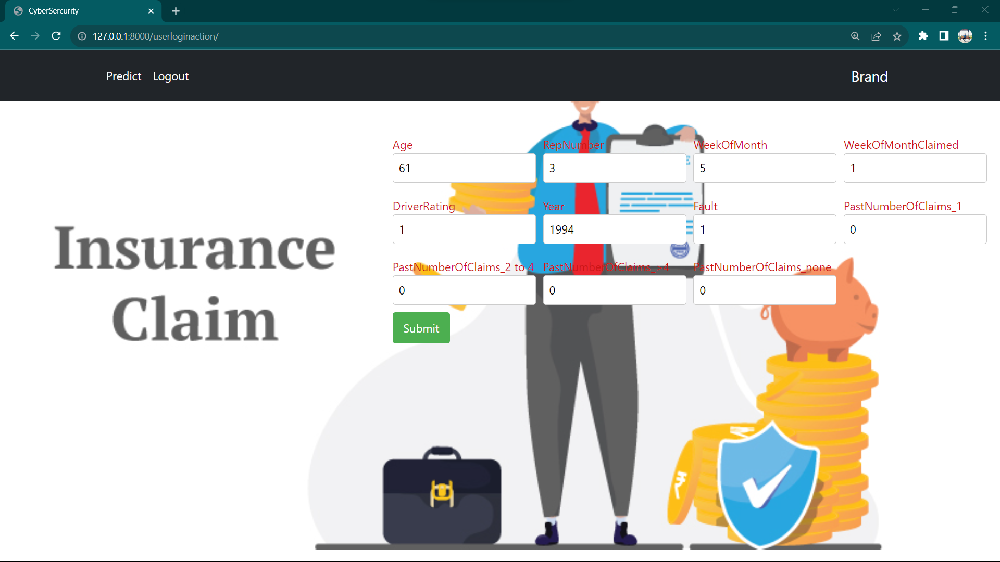 CyberSercurity
127.0.0.1:8000/userloginaction/
Predict Logout Brand
Insurance
Claim
Age RepNumber WeekOfMonth WeekOfMonthClaimed
61 3 5 1
DriverRating Year Fault PastNumberOfClaims_1
1 1994 1 0
PastNumberOfClaims_2 to 4 PastNumberOfClaims_>4 PastNumberOfClaims_none
0 0 0
Submit